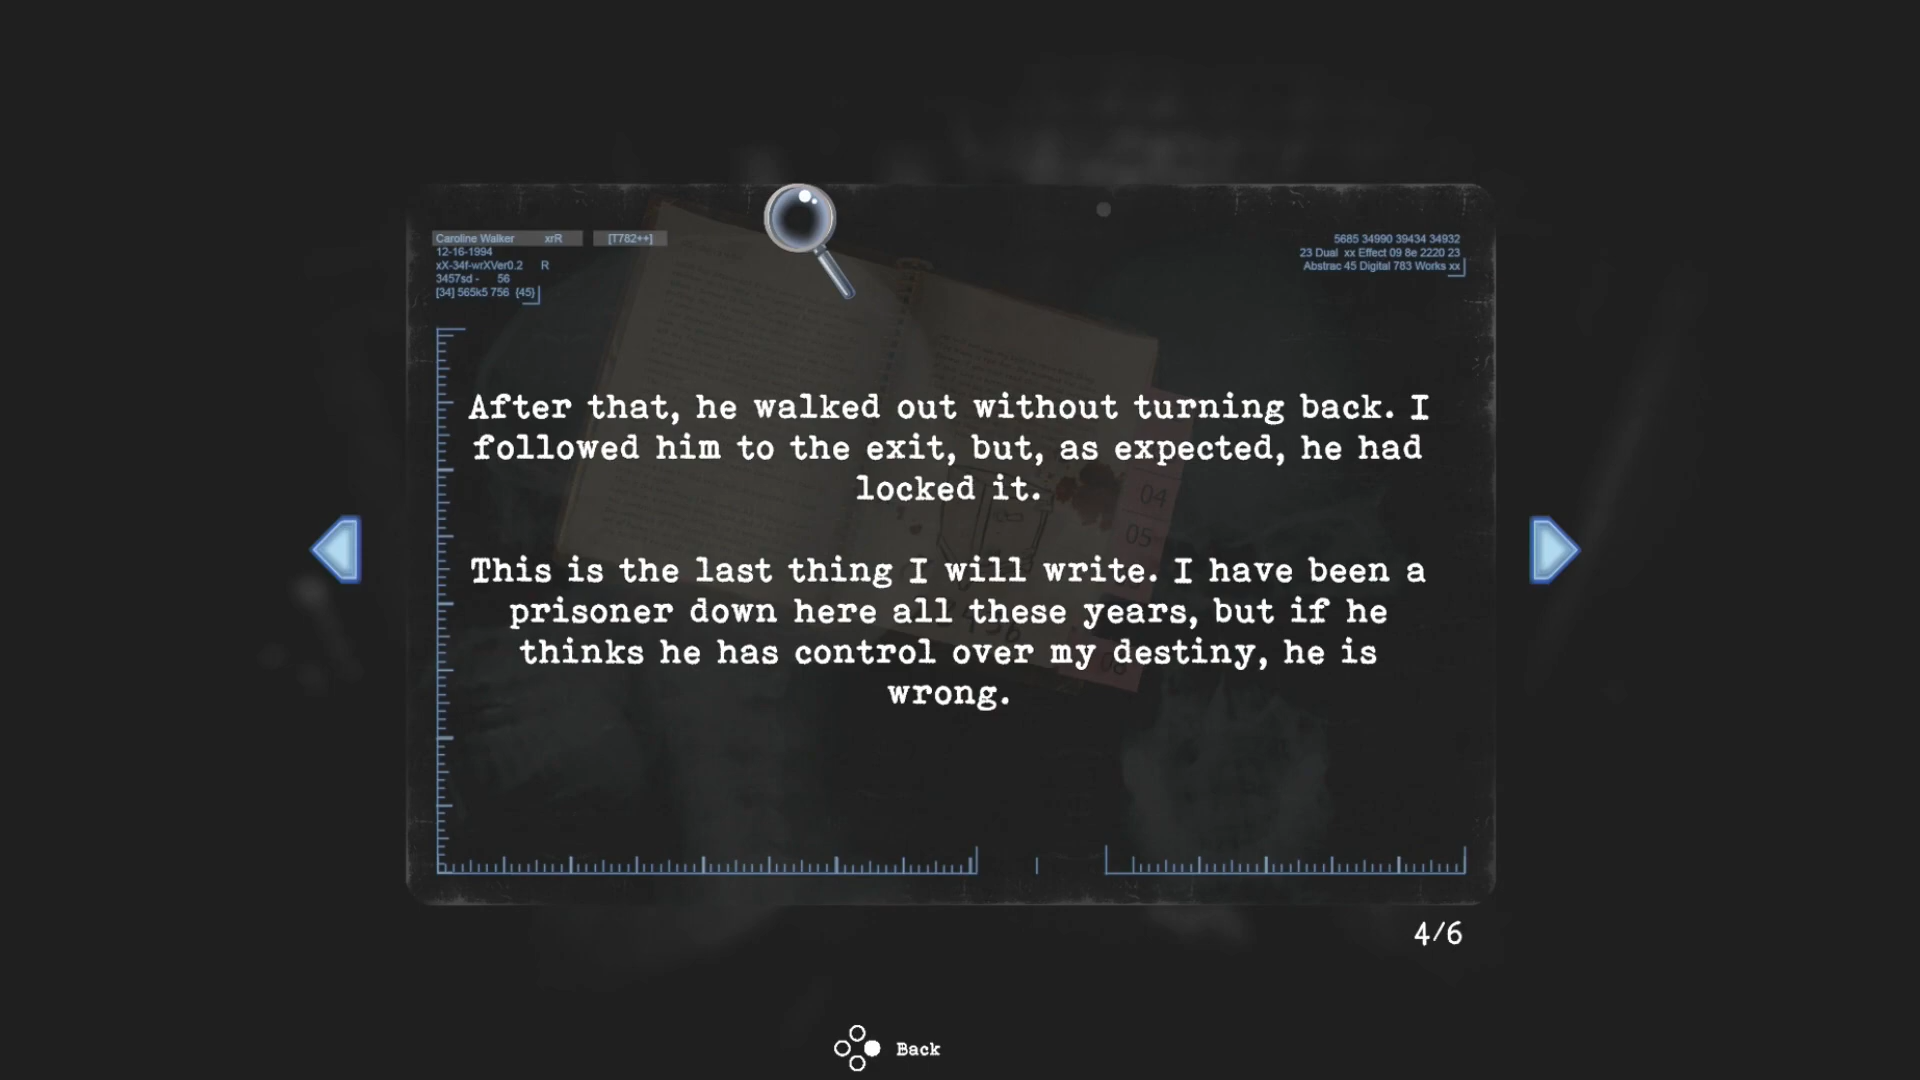 Caroline Walker xrR [T782++]
12-16-1994
xX-34f-wrXVer0.2 R
3457sd - 56
[34] 565k5 756 {45}
5685 34990 39434 34932
23 Dual xx Effect 09 8e 2220 23
Abstrac 45 Digital 783 Works xx
After that, he walked out without turning back. I
followed him to the exit, but, as expected, he had
locked it.
This is the last thing I will write. I have been a
prisoner down here all these years, but if he
thinks he has control over my destiny, he is
wrong.
04
05
06
4/6
Back